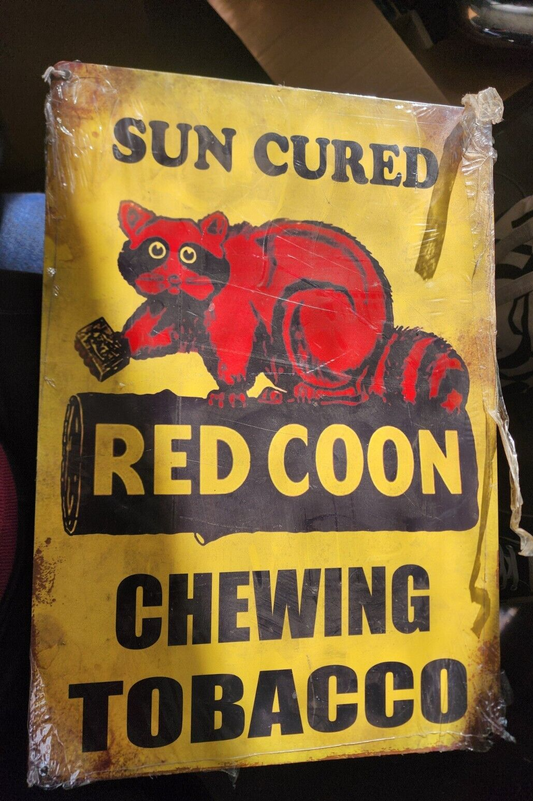 SUN CURED
RED COON
CHEWING
TOBACCO